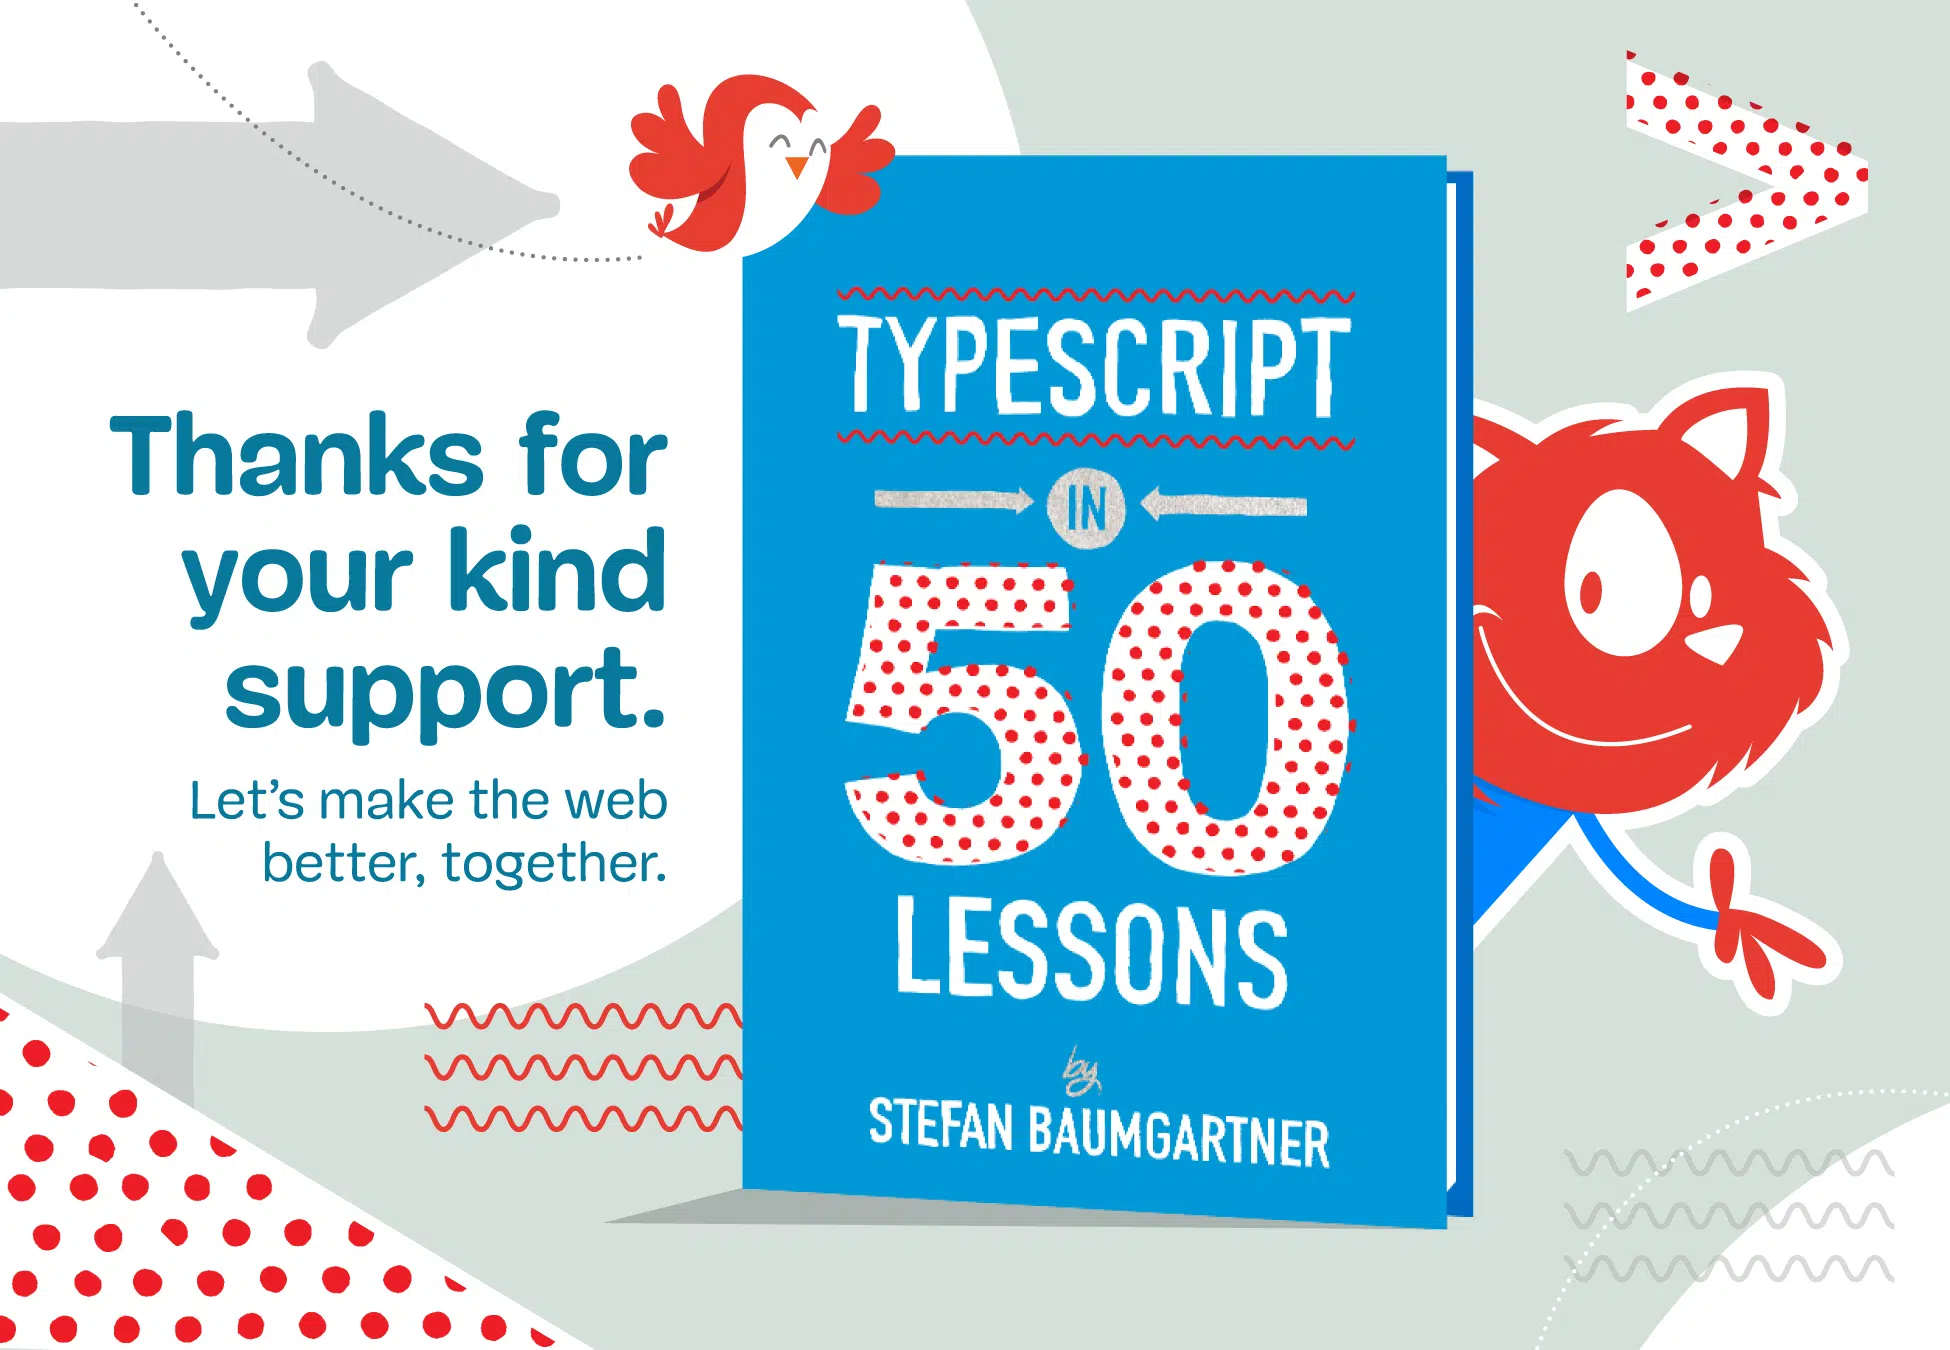 Thanks for
your kind
support.
Let’s make the web
better, together.
TYPESCRIPT
IN
50
LESSONS
by
STEFAN BAUMGARTNER